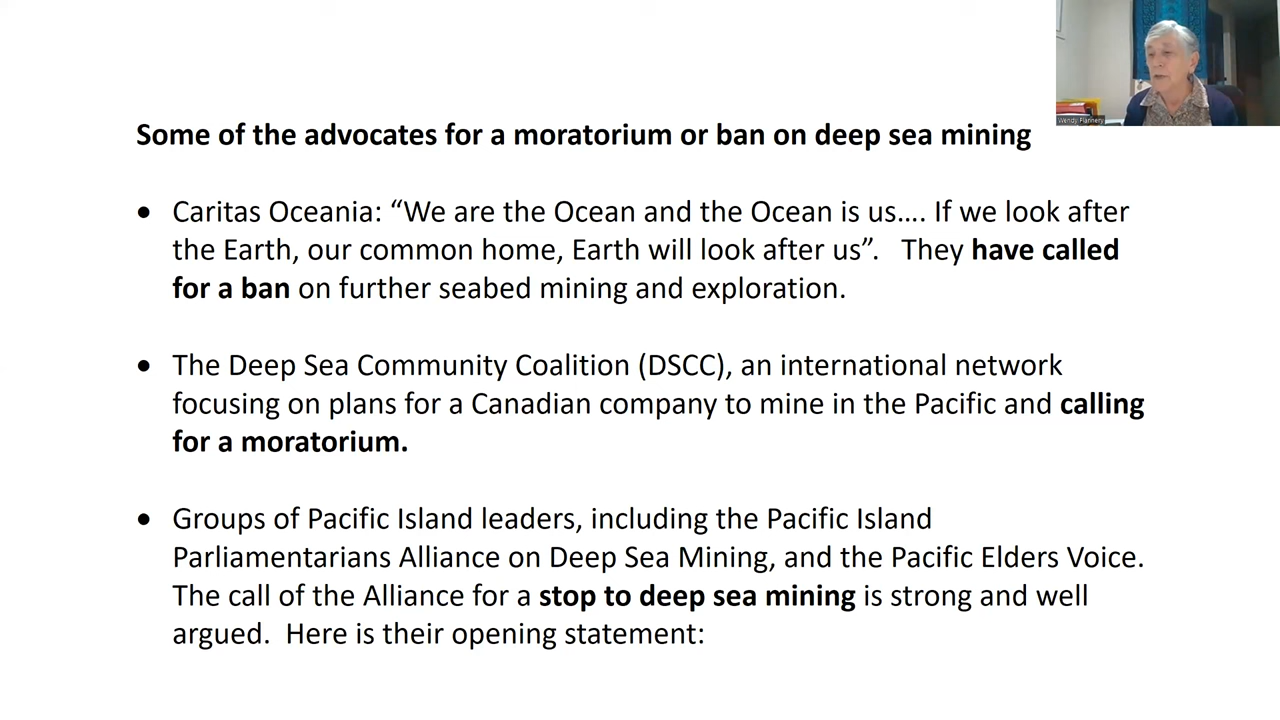 Wendy Flannery
Some of the advocates for a moratorium or ban on deep sea mining
• Caritas Oceania: “We are the Ocean and the Ocean is us…. If we look after
the Earth, our common home, Earth will look after us”.   They have called
for a ban on further seabed mining and exploration.
• The Deep Sea Community Coalition (DSCC), an international network
focusing on plans for a Canadian company to mine in the Pacific and calling
for a moratorium.
• Groups of Pacific Island leaders, including the Pacific Island
Parliamentarians Alliance on Deep Sea Mining, and the Pacific Elders Voice.
The call of the Alliance for a stop to deep sea mining is strong and well
argued.  Here is their opening statement: